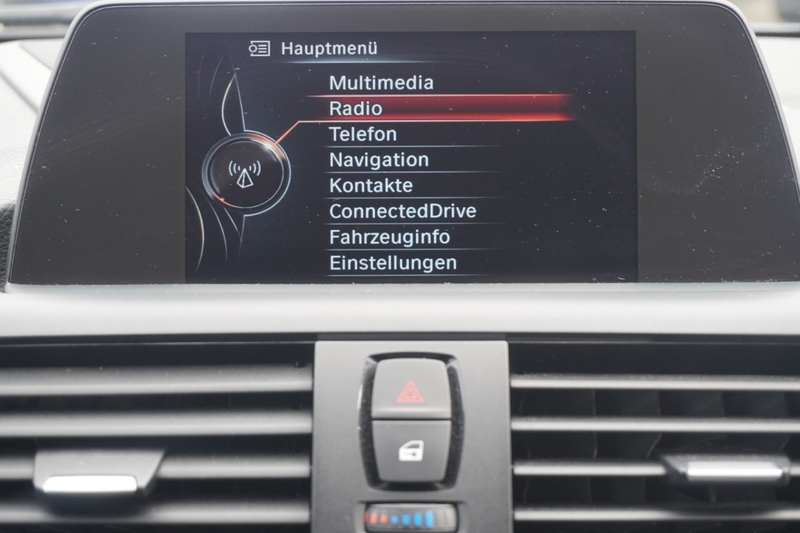 Hauptmenü
Multimedia
Radio
Telefon
Navigation
Kontakte
ConnectedDrive
Fahrzeuginfo
Einstellungen